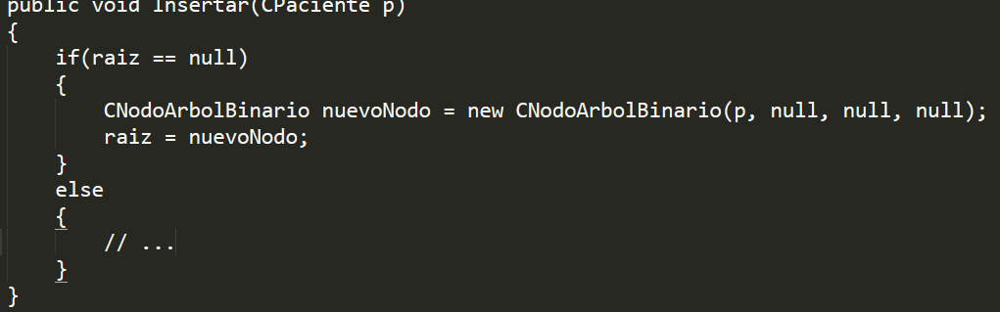 public void Insertar(CPaciente p)
{
if(raiz == null)
{
CNodoArbolBinario nuevoNodo = new CNodoArbolBinario(p, null, null, null);
raiz = nuevoNodo;
}
else
{
// ...
}
}